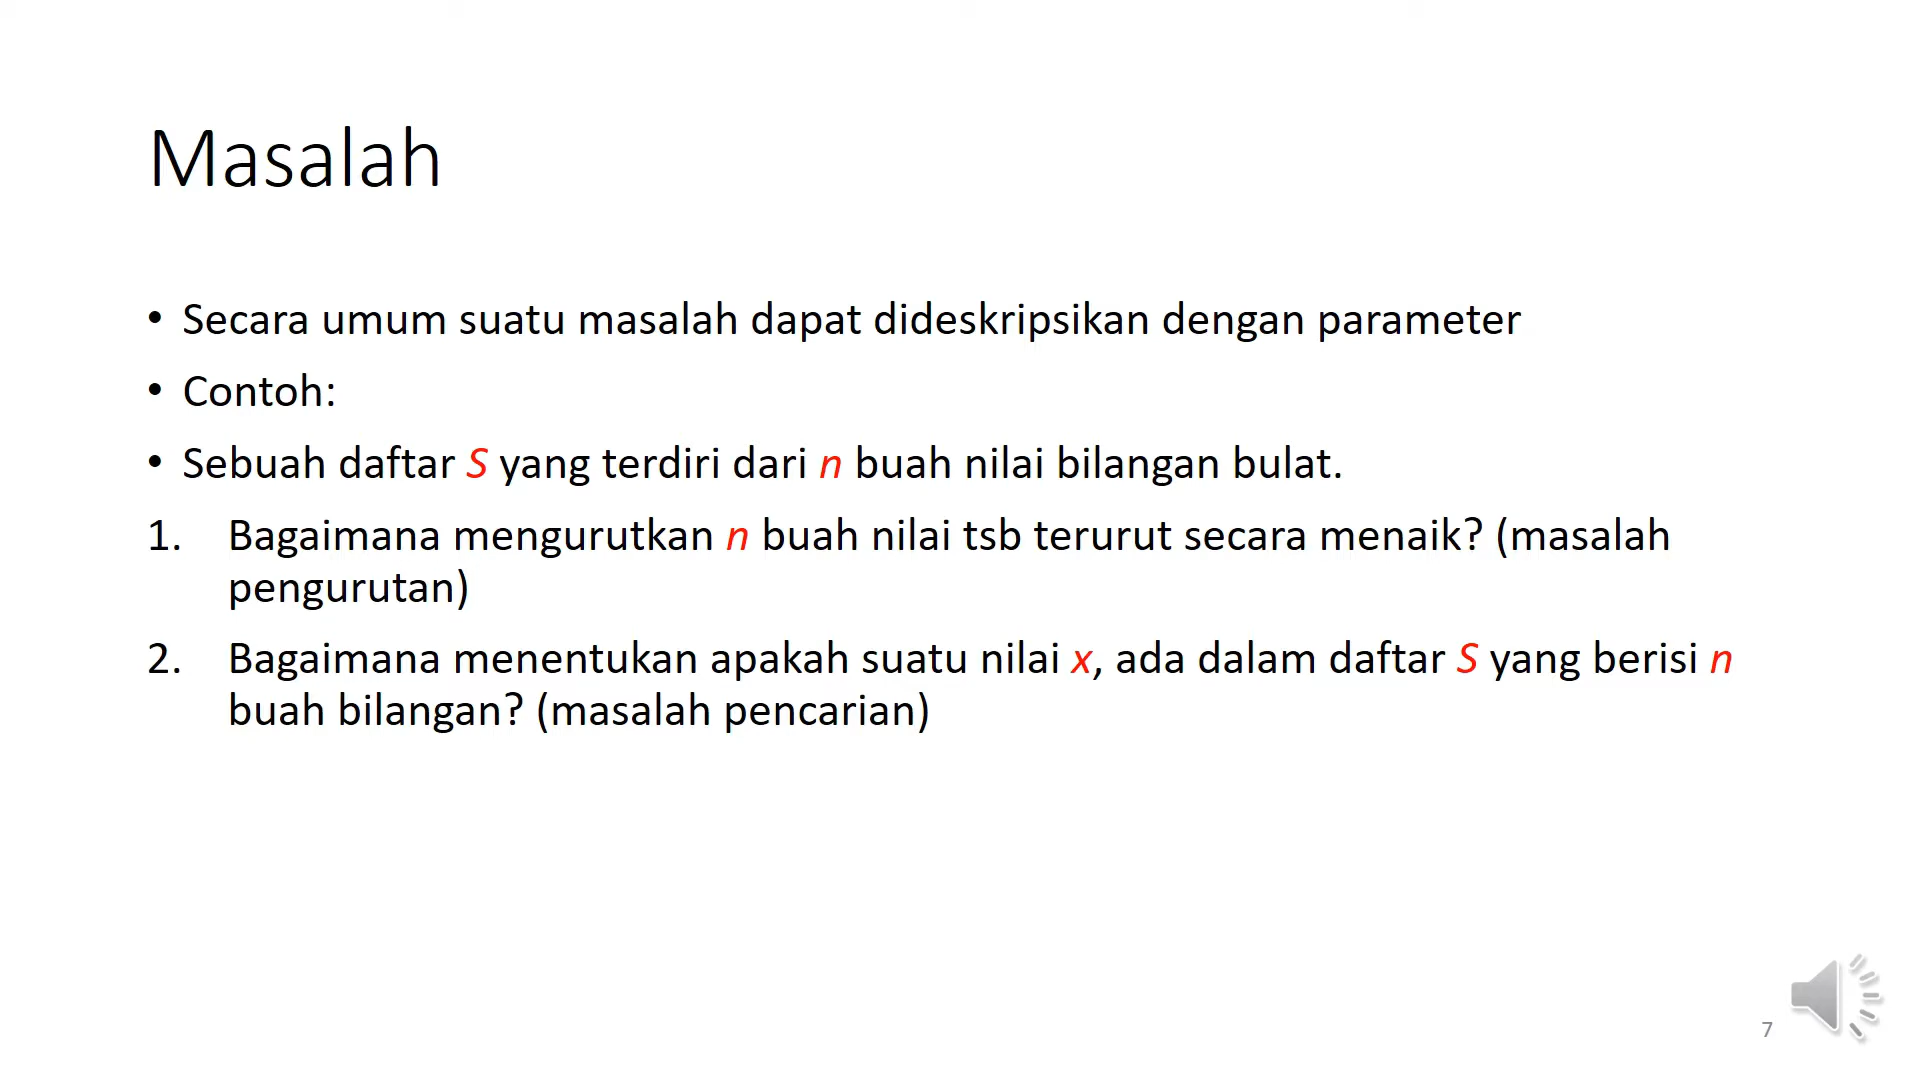 Masalah
• Secara umum suatu masalah dapat dideskripsikan dengan parameter
• Contoh:
• Sebuah daftar S yang terdiri dari n buah nilai bilangan bulat.
1. Bagaimana mengurutkan n buah nilai tsb terurut secara menaik? (masalah
pengurutan)
2. Bagaimana menentukan apakah suatu nilai x, ada dalam daftar S yang berisi n
buah bilangan? (masalah pencarian)
7